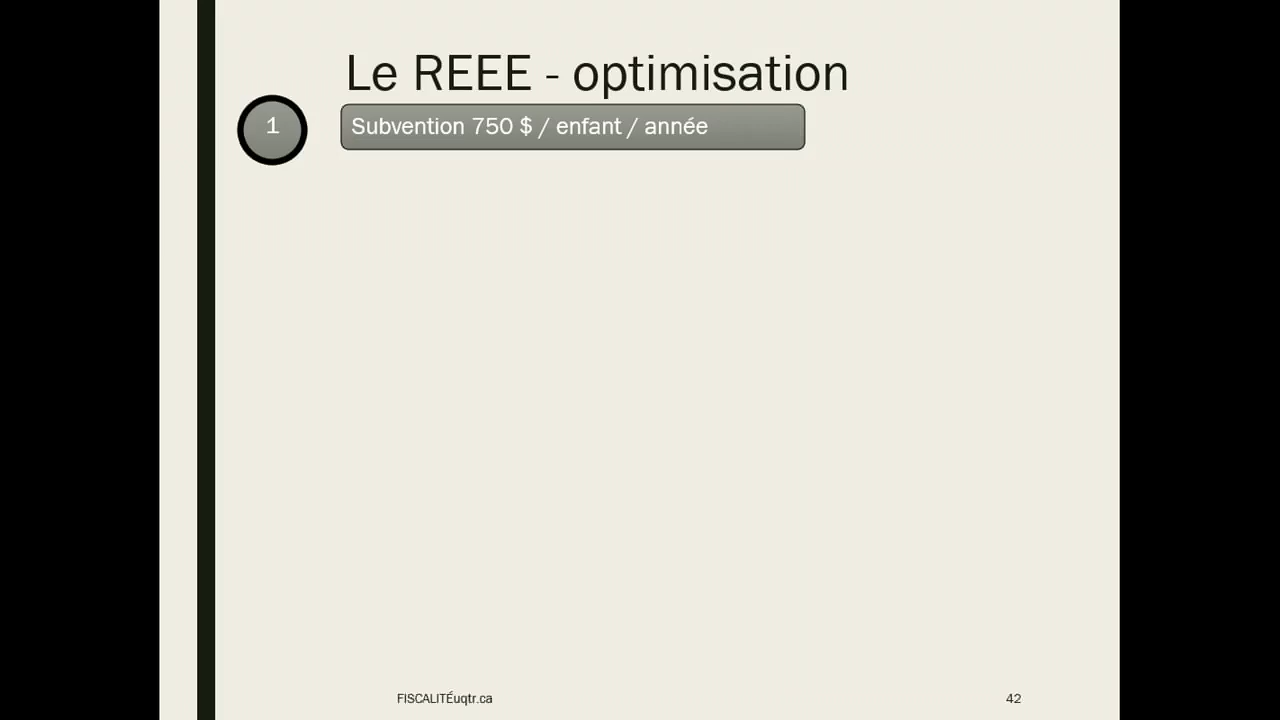 Le REEE - optimisation
1
Subvention 750 $ / enfant / année
FISCALITÉuqtr.ca
42